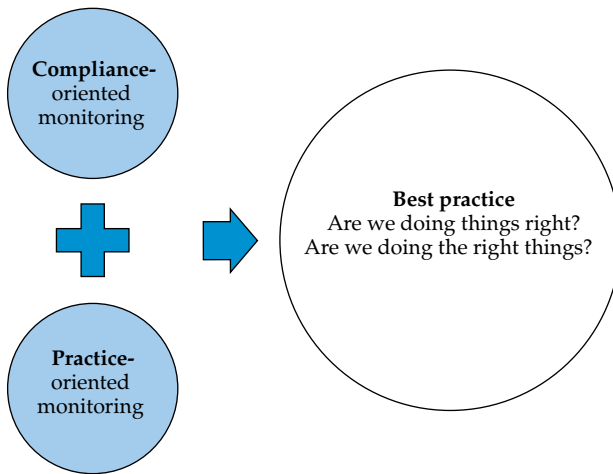 Compliance-
oriented
monitoring
Practice-
oriented
monitoring
Best practice
Are we doing things right?
Are we doing the right things?